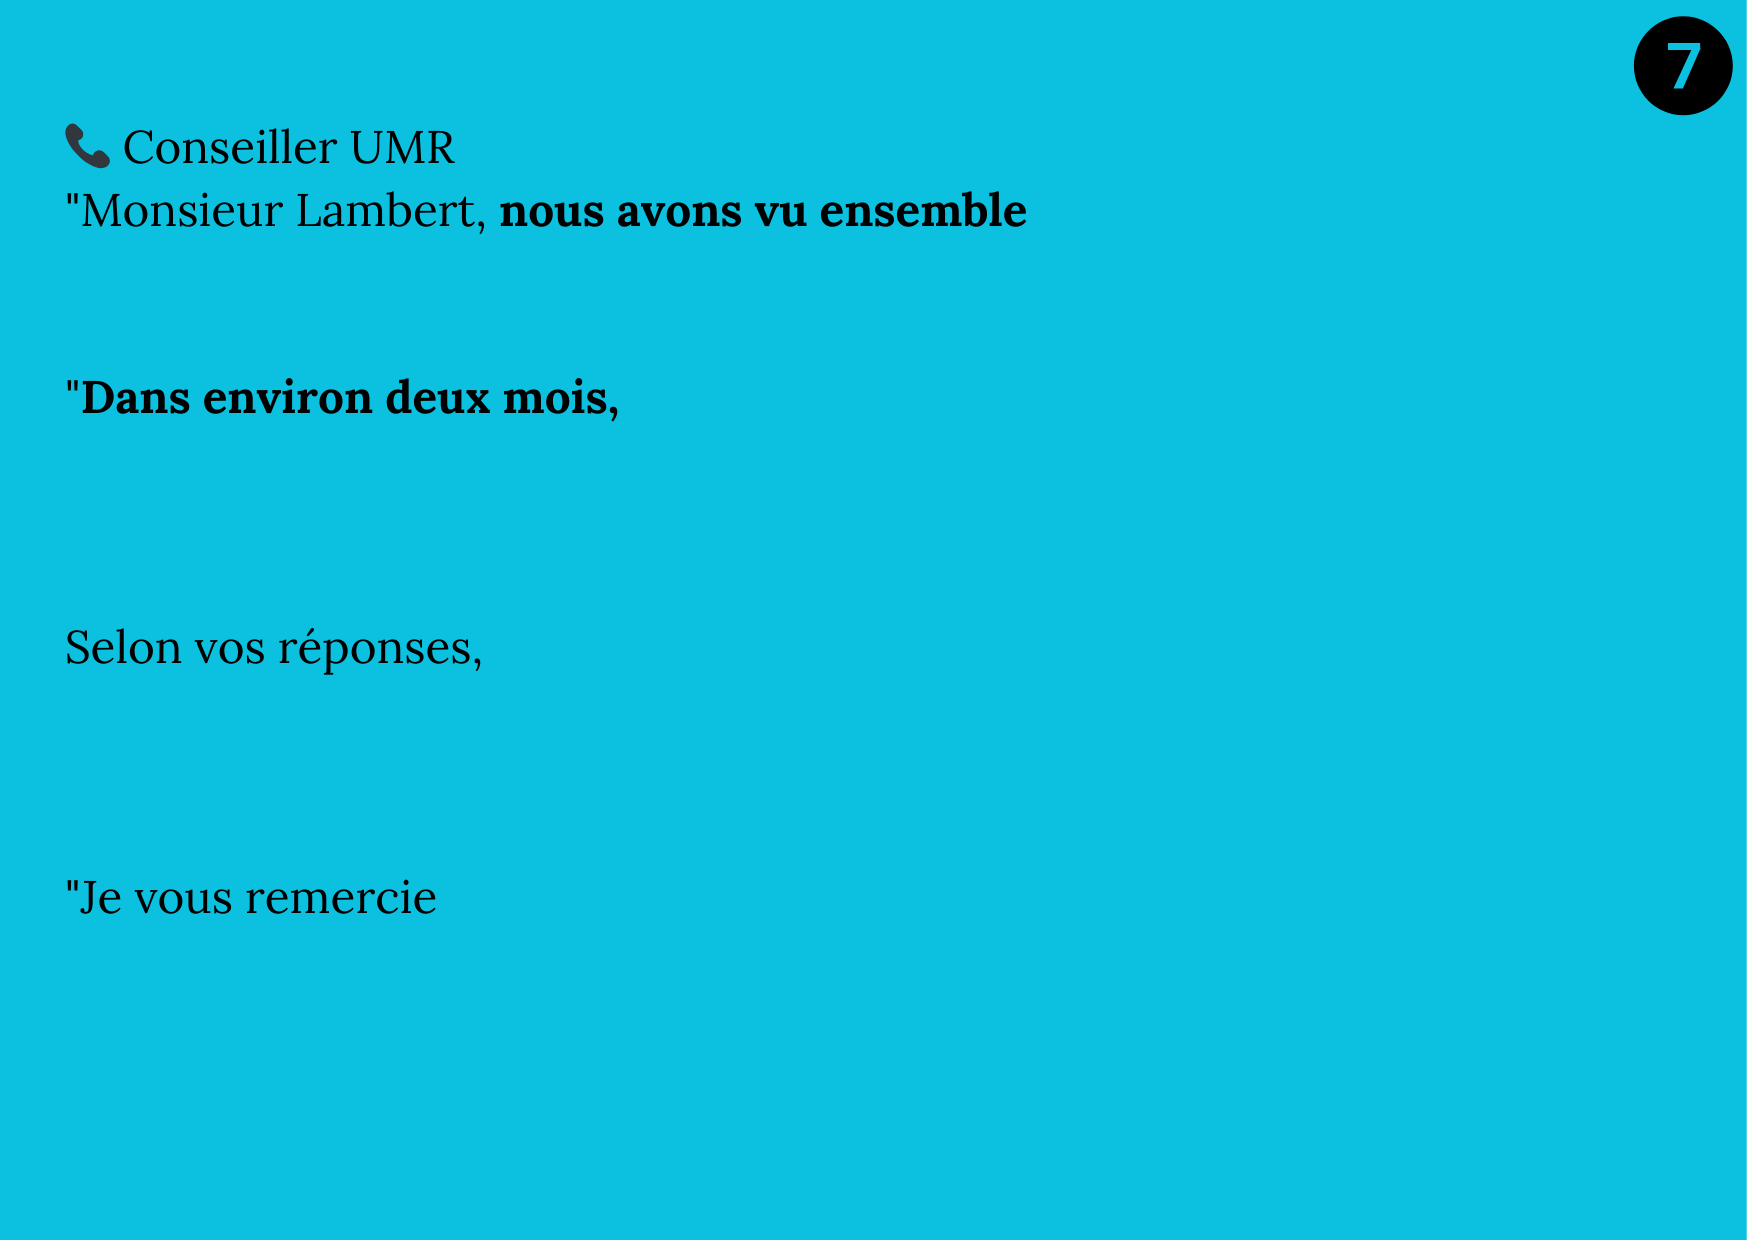 7
📞 Conseiller UMR
"Monsieur Lambert, nous avons vu ensemble
"Dans environ deux mois,
Selon vos réponses,
"Je vous remercie